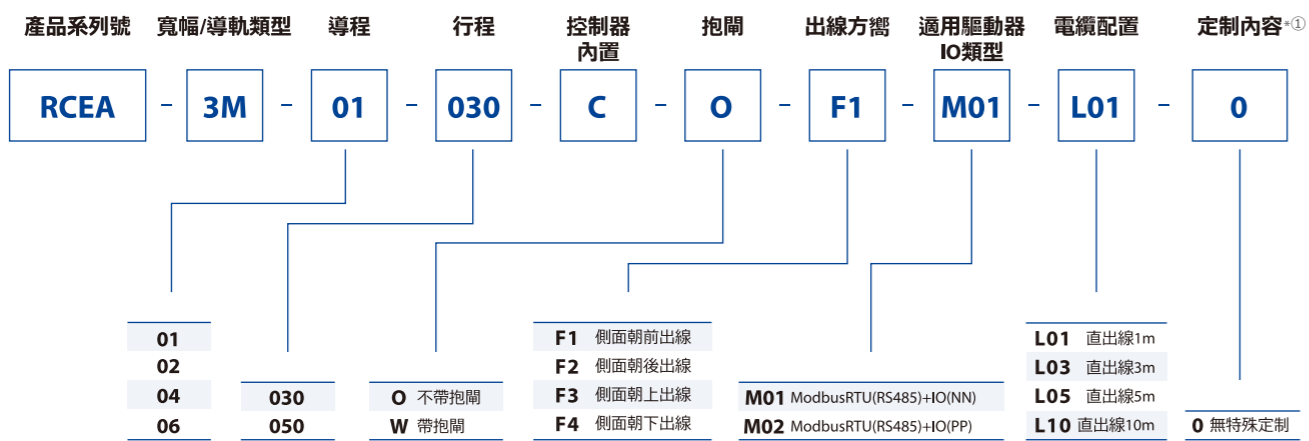 產品系列號 寬幅/導軌類型 導程 行程 控制器 抱閘 出線方嚮 適用驅動器 電纜配置 定制內容*①
內置 IO類型
RCEA - 3M - 01 - 030 - C - O - F1 - M01 - L01 - 0
01
02
04
06
030
050
O 不帶抱閘
W 帶抱閘
F1 側面朝前出線
F2 側面朝後出線
F3 側面朝上出線
F4 側面朝下出線
M01 ModbusRTU(RS485)+IO(NN)
M02 ModbusRTU(RS485)+IO(PP)
L01 直出線1m
L03 直出線3m
L05 直出線5m
L10 直出線10m
0 無特殊定制